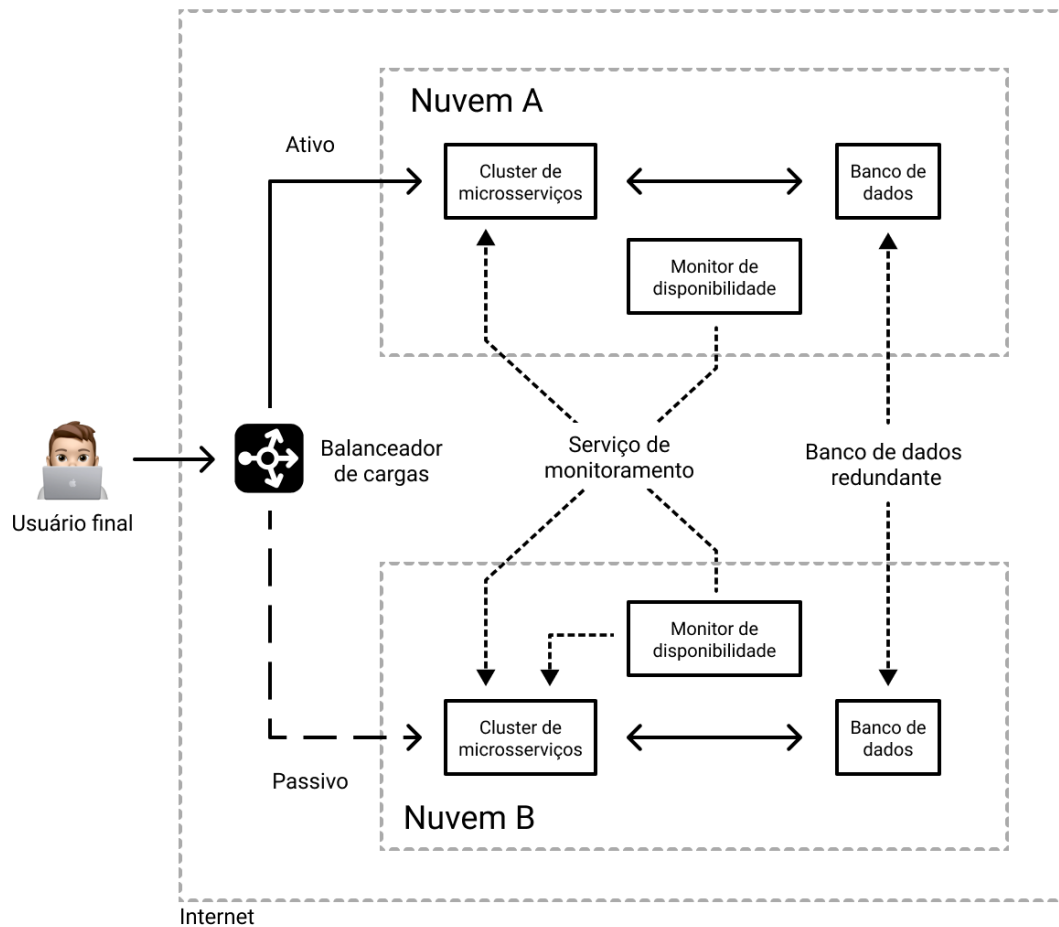 Nuvem A
Ativo
Cluster de
microsserviços
Banco de
dados
Monitor de
disponibilidade
Balanceador
de cargas
Serviço de
monitoramento
Banco de dados
redundante
Usuário final
Monitor de
disponibilidade
Cluster de
microsserviços
Banco de
dados
Passivo
Nuvem B
Internet